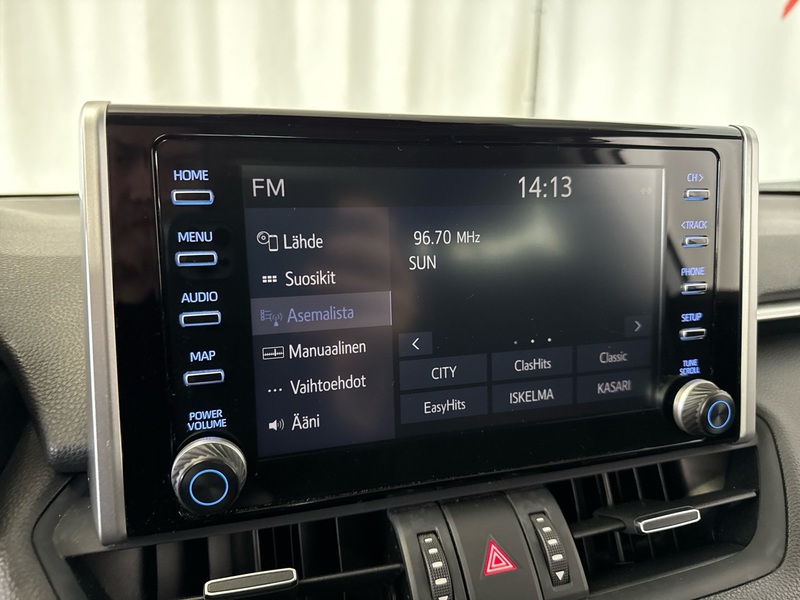 HOME
MENU
AUDIO
MAP
POWER
VOLUME
FM
14:13
Lähde
Suosikit
Asemalista
Manuaalinen
Vaihtoehdot
Ääni
96.70 MHz
SUN
CITY
ClasHits
Classic
EasyHits
ISKELMA
KASARI
CH >
< TRACK
PHONE
SETUP
TUNE
SCROLL